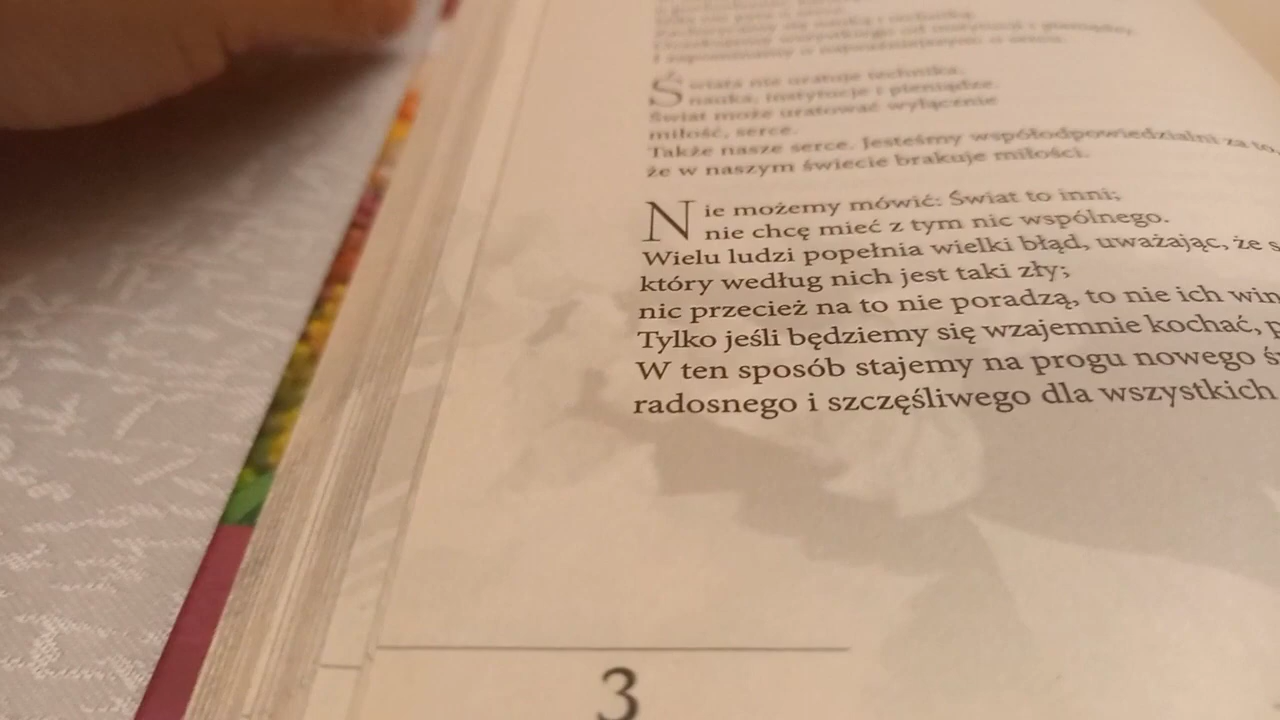 Świata nie uratuje technika,
nauka, instytucje i pieniądze.
Świat może uratować wyłącznie
miłość, serce.
Także nasze serce. Jesteśmy współodpowiedzialni za to,
że w naszym świecie brakuje miłości.
Nie możemy mówić: Świat to inni;
nie chcę mieć z tym nic wspólnego.
Wielu ludzi popełnia wielki błąd, uważając, że
który według nich jest taki zły;
nic przecież na to nie poradzą, to nie ich
Tylko jeśli będziemy się wzajemnie kochać,
W ten sposób stajemy na progu nowego
radosnego i szczęśliwego dla wszystkich
3